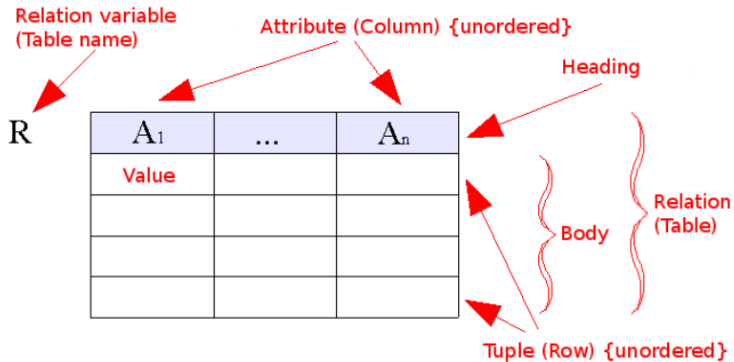 Relation variable
(Table name)
Attribute (Column) {unordered}
Heading
R
A1 ... An
Value
Relation
(Table)
Body
Tuple (Row) {unordered}